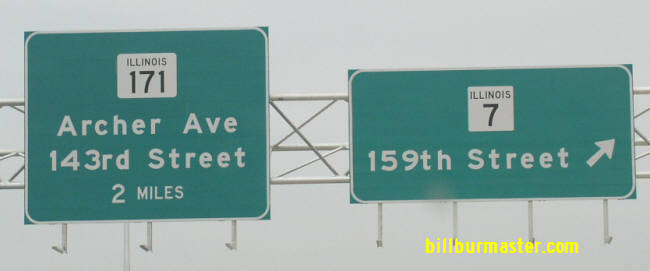 ILLINOIS
171
Archer Ave
143rd Street
2 MILES
ILLINOIS
7
159th Street
billburmaster.com